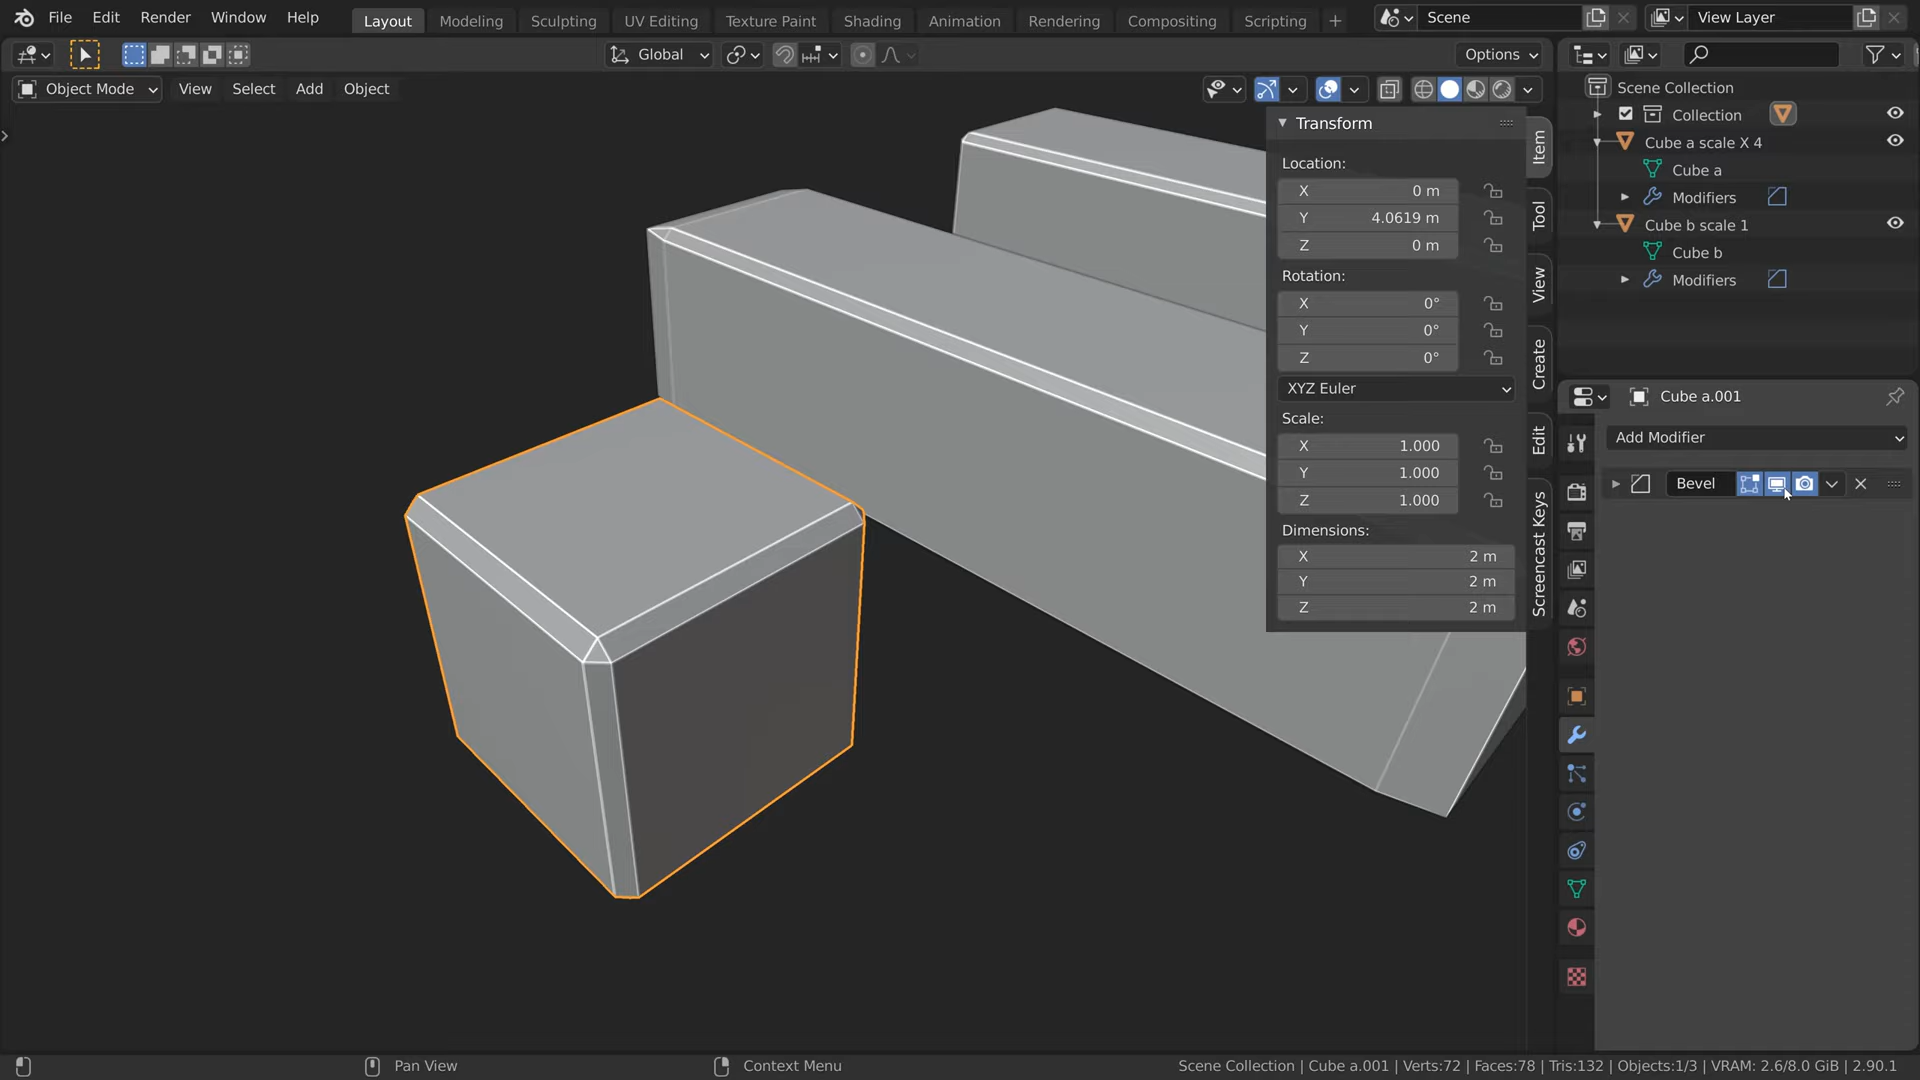 File Edit Render Window Help Layout Modeling Sculpting UV Editing Texture Paint Shading Animation Rendering Compositing Scripting + Scene View Layer
Global Options
Object Mode View Select Add Object
Transform
Location:
X 0 m
Y 4.0619 m
Z 0 m
Rotation:
X 0°
Y 0°
Z 0°
XYZ Euler
Scale:
X 1.000
Y 1.000
Z 1.000
Dimensions:
X 2 m
Y 2 m
Z 2 m
Item
Tool
View
Create
Edit
Screencast Keys
Scene Collection
Collection
Cube a scale X 4
Cube a
Modifiers
Cube b scale 1
Cube b
Modifiers
Cube a.001
Add Modifier
Bevel
Pan View Context Menu Scene Collection | Cube a.001 | Verts:72 | Faces:78 | Tris:132 | Objects:1/3 | VRAM: 2.6/8.0 GiB | 2.90.1